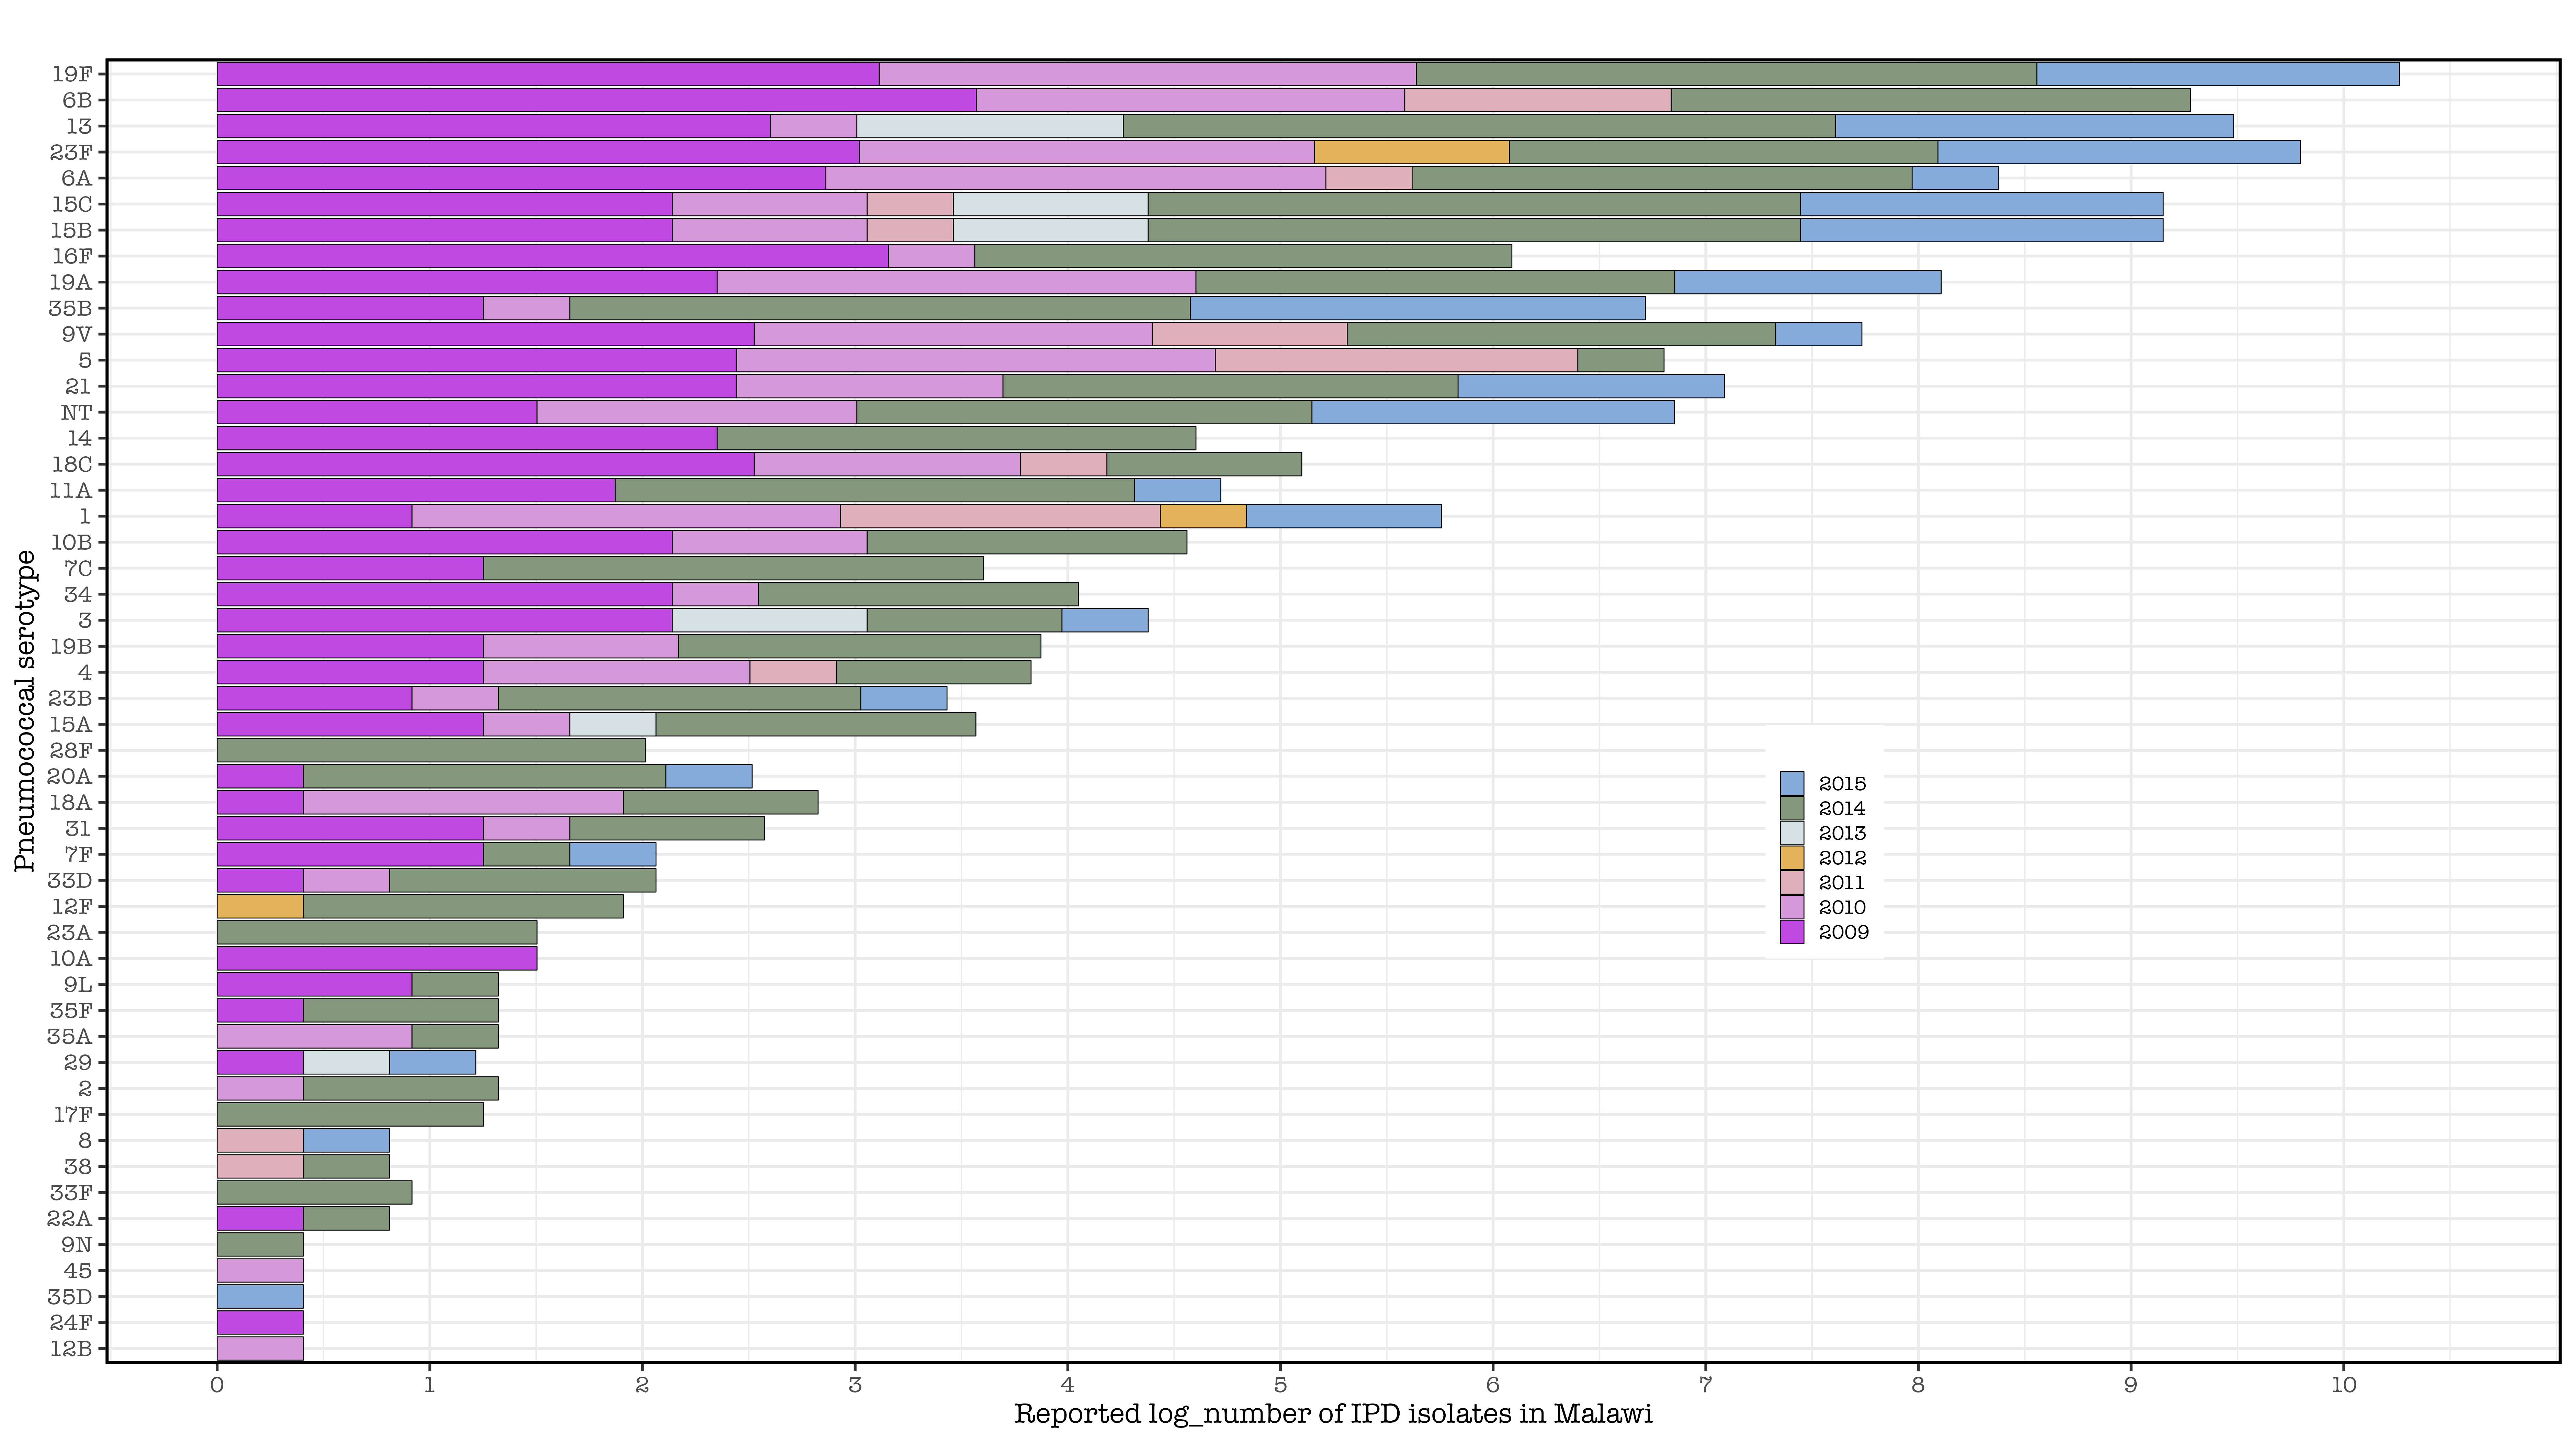 19F
6B
13
23F
6A
15C
15B
16F
19A
35B
9V
5
21
NT
14
18C
11A
1
10B
7C
34
3
19B
4
23B
15A
28F
20A
18A
31
7F
33D
12F
23A
10A
9L
35F
35A
29
2
17F
8
38
33F
22A
9N
45
35D
24F
12B
Pneumococcal serotype
2015
2014
2013
2012
2011
2010
2009
0 1 2 3 4 5 6 7 8 9 10
Reported log_number of IPD isolates in Malawi